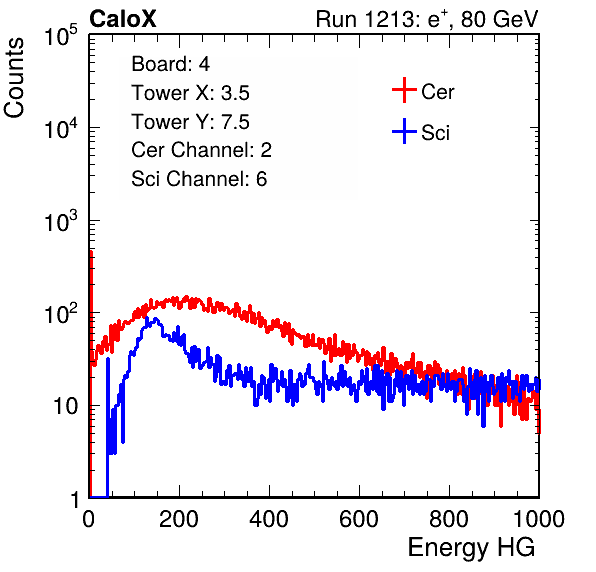 CaloX Run 1213: e⁺, 80 GeV
Counts
10⁵
10⁴
10³
10²
10
1
Board: 4
Tower X: 3.5
Tower Y: 7.5
Cer Channel: 2
Sci Channel: 6
Cer
Sci
0 200 400 600 800 1000
Energy HG